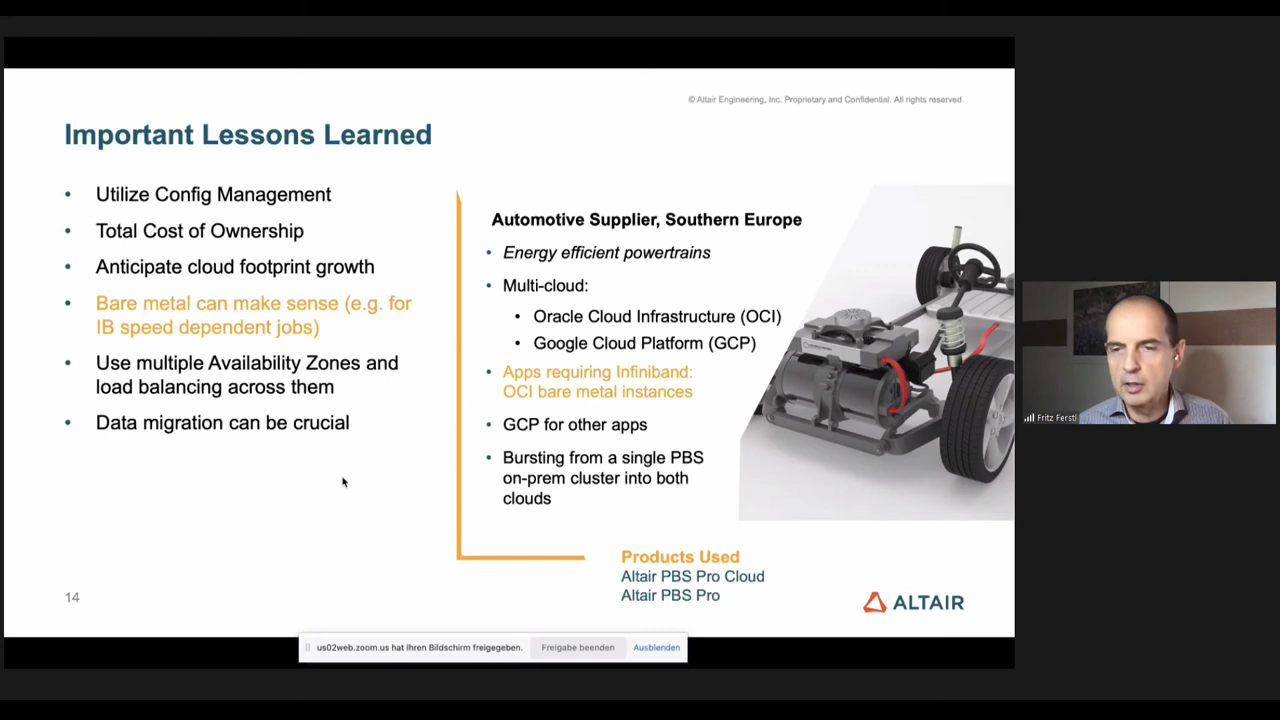 © Altair Engineering, Inc. Proprietary and Confidential. All rights reserved.
Important Lessons Learned
• Utilize Config Management
• Total Cost of Ownership
• Anticipate cloud footprint growth
• Bare metal can make sense (e.g. for
IB speed dependent jobs)
• Use multiple Availability Zones and
load balancing across them
• Data migration can be crucial
Automotive Supplier, Southern Europe
• Energy efficient powertrains
• Multi-cloud:
• Oracle Cloud Infrastructure (OCI)
• Google Cloud Platform (GCP)
• Apps requiring Infiniband:
OCI bare metal instances
• GCP for other apps
• Bursting from a single PBS
on-prem cluster into both
clouds
Products Used
Altair PBS Pro Cloud
Altair PBS Pro
14
ALTAIR
us02web.zoom.us hat Ihren Bildschirm freigegeben.
Freigabe beenden
Ausblenden
Fritz Ferstl